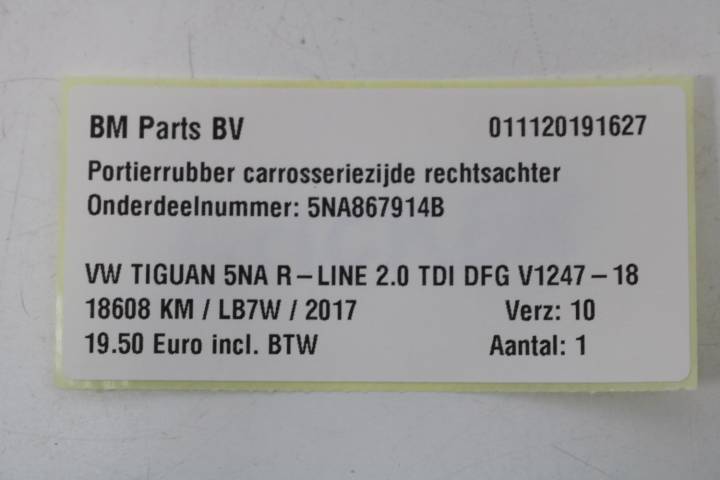 BM Parts BV 011120191627
Portierrubber carrosseriezijde rechtsachter
Onderdeelnummer: 5NA867914B
VW TIGUAN 5NA R-LINE 2.0 TDI DFG V1247-18
18608 KM / LB7W / 2017 Verz: 10
19.50 Euro incl. BTW Aantal: 1